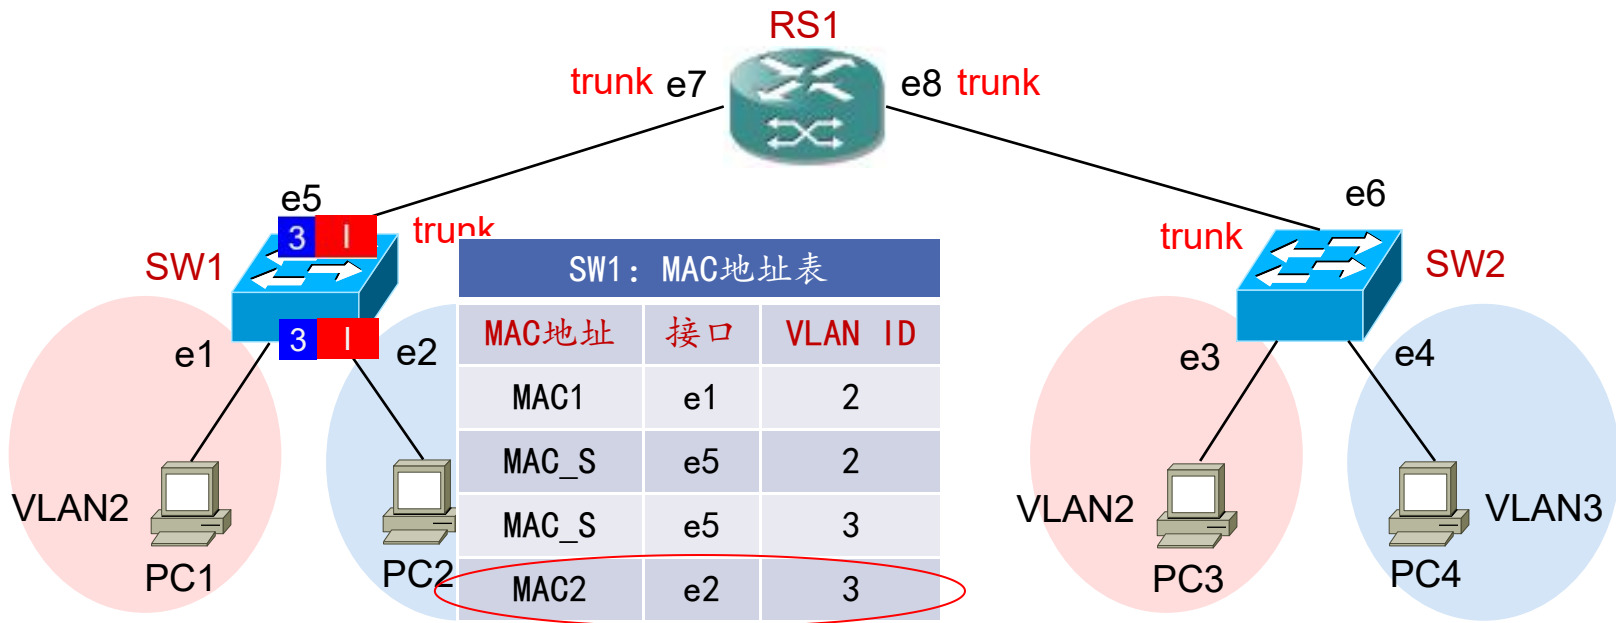 RS1
trunk e7
e8 trunk
e5
3 I
trunk
SW1
3 I
e1
e2
VLAN2
PC1
PC2
SW1: MAC地址表
MAC地址 接口 VLAN ID
MAC1 e1 2
MAC_S e5 2
MAC_S e5 3
MAC2 e2 3
e6
trunk
SW2
e3
e4
VLAN2
VLAN3
PC3
PC4